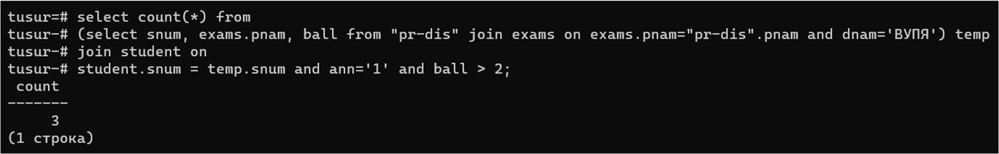 tusur=# select count(*) from
tusur-# (select snum, exams.pnam, ball from "pr-dis" join exams on exams.pnam="pr-dis".pnam and dnam='ВУПЯ') temp
tusur-# join student on
tusur-# student.snum = temp.snum and ann='1' and ball > 2;
count
-------
3
(1 строка)